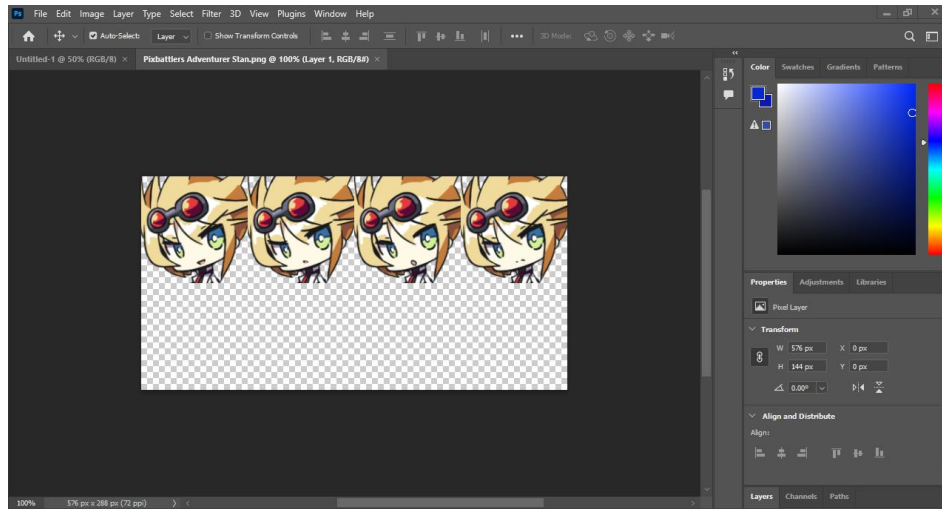 Ps File Edit Image Layer Type Select Filter 3D View Plugins Window Help
Auto-Select: Layer Show Transform Controls 3D Mode:
Untitled-1 @ 50% (RGB/8) × Pixbattlers Adventurer Stan.png @ 100% (Layer 1, RGB/8#) ×
Color Swatches Gradients Patterns
Properties Adjustments Libraries
Pixel Layer
Transform
W 576 px X 0 px
H 144 px Y 0 px
0.00°
Align and Distribute
Align:
Layers Channels Paths
100% 576 px x 288 px (72 ppi)